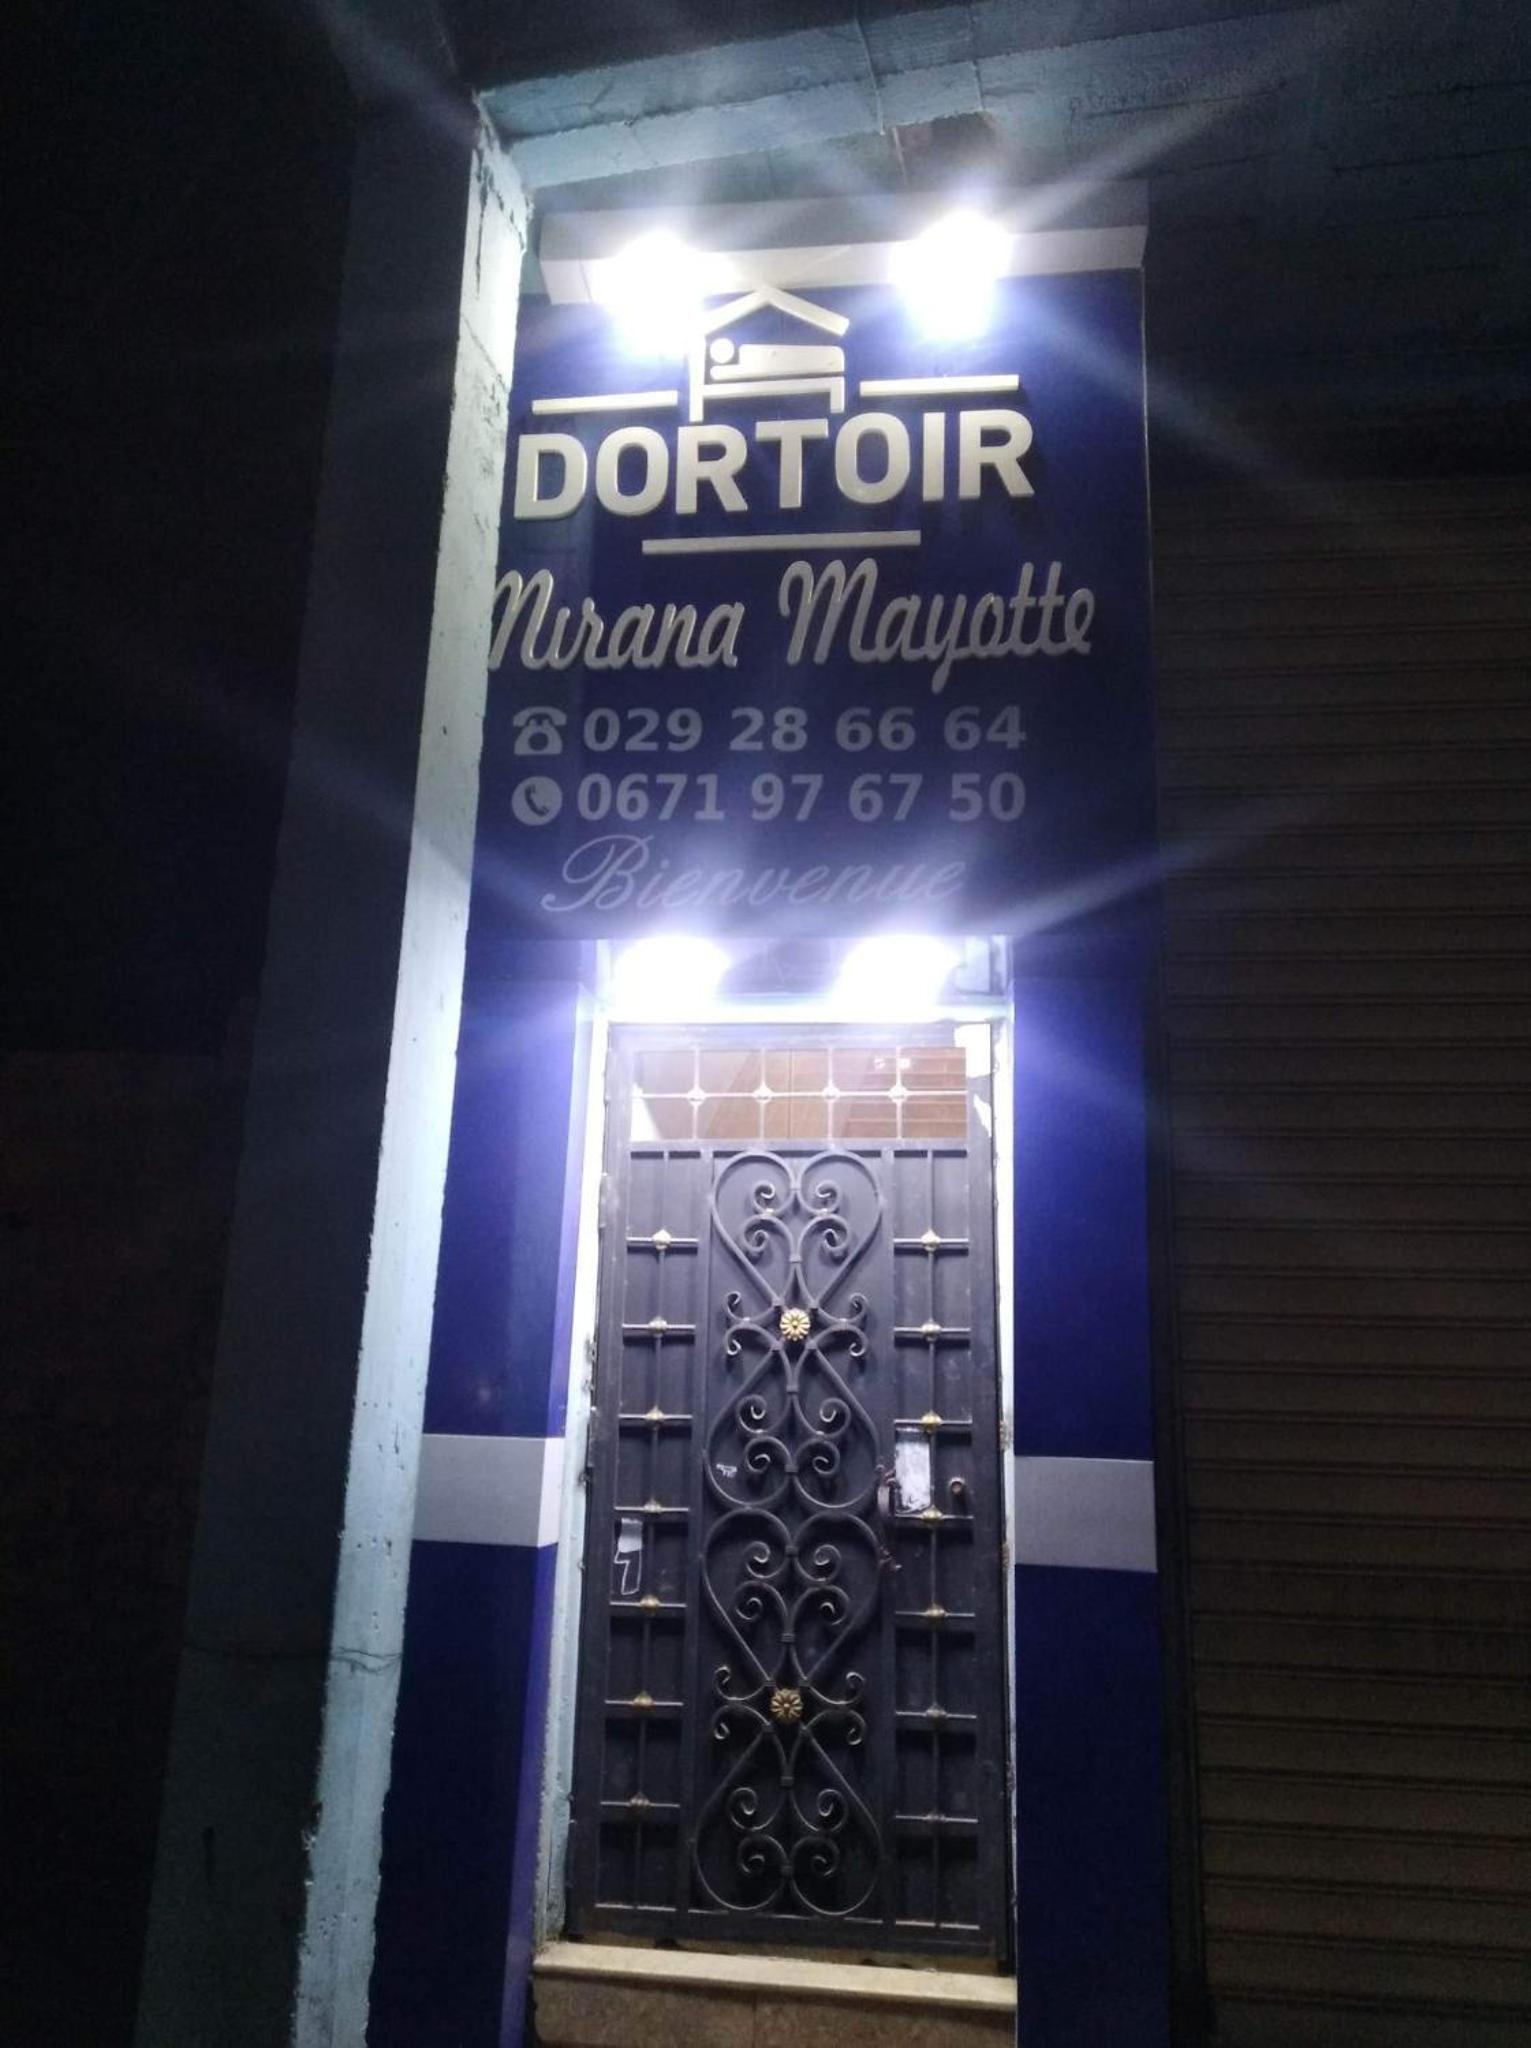 DORTOIR
Nirana Mayotte
029 28 66 64
0671 97 67 50
Bienvenue